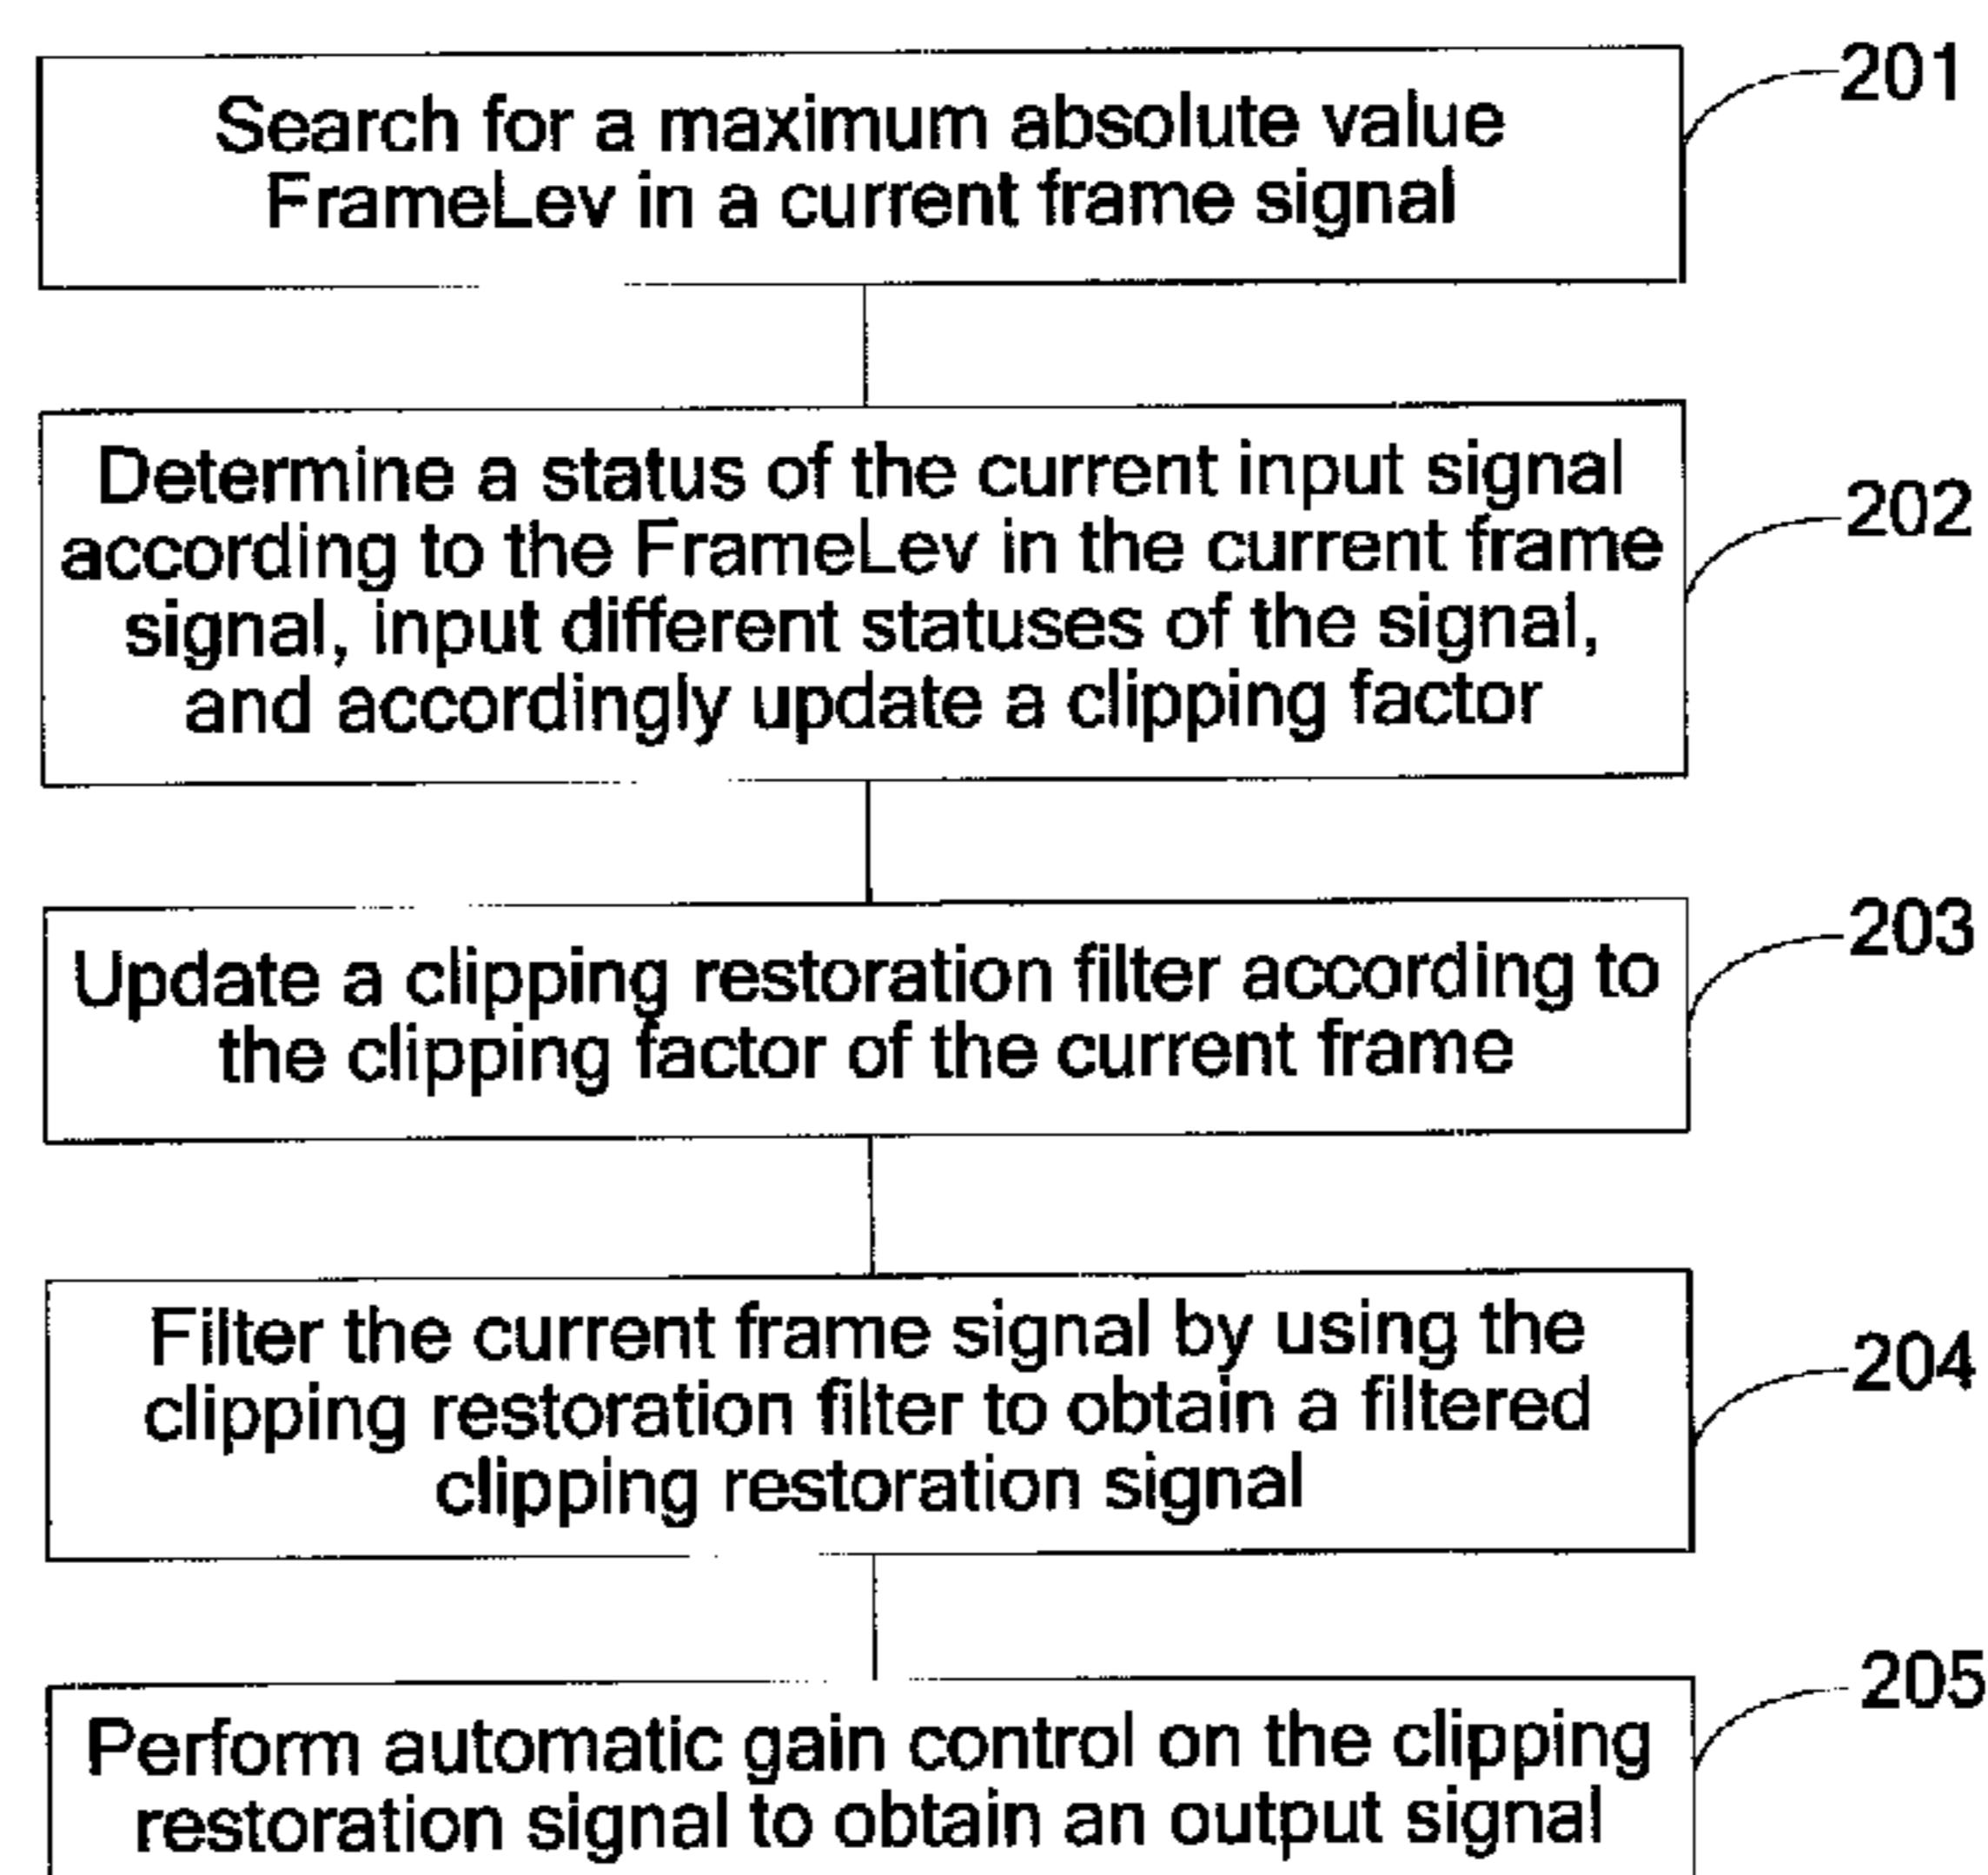 Search for a maximum absolute value
FrameLev in a current frame signal
201
Determine a status of the current input signal
according to the FrameLev in the current frame
signal, input different statuses of the signal,
and accordingly update a clipping factor
202
Update a clipping restoration filter according to
the clipping factor of the current frame
203
Filter the current frame signal by using the
clipping restoration filter to obtain a filtered
clipping restoration signal
204
Perform automatic gain control on the clipping
restoration signal to obtain an output signal
205